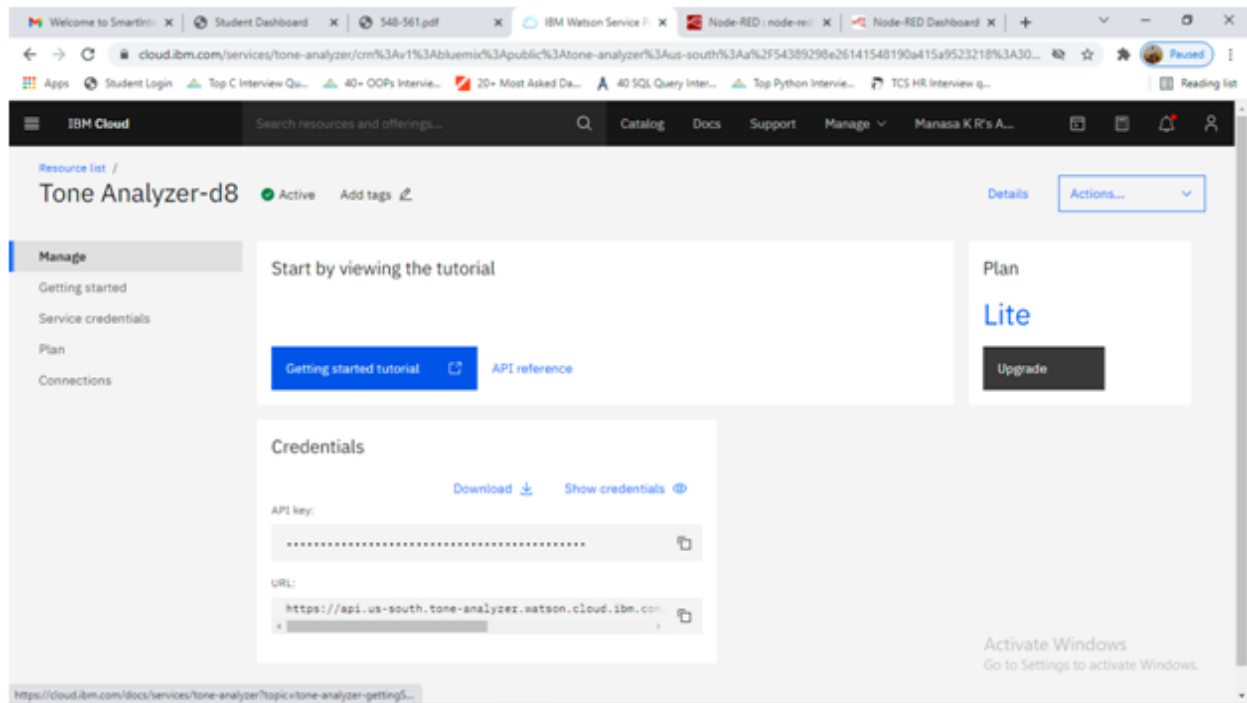 Welcome to SmartInte
Student Dashboard
548-561.pdf
IBM Watson Service P
Node-RED : node-red
Node-RED Dashboard
cloud.ibm.com/services/tone-analyzer/crn%3Av1%3Abluemix%3Apublic%3Atone-analyzer%3Aus-south%3Aa%2F54389298e26141548190a415a9523218%3A30...
Paused
Apps
Student Login
Top C Interview Qu...
40+ OOPs Intervie...
20+ Most Asked Da...
40 SQL Query Inter...
Top Python Intervie...
TCS HR Interview q...
Reading list
IBM Cloud
Search resources and offerings...
Catalog
Docs
Support
Manage
Manasa K R's A...
Resource list /
Tone Analyzer-d8
Active
Add tags
Details
Actions...
Manage
Getting started
Service credentials
Plan
Connections
Start by viewing the tutorial
Getting started tutorial
API reference
Plan
Lite
Upgrade
Credentials
Download
Show credentials
API key:
URL:
https://api.us-south.tone-analyzer.watson.cloud.ibm.com
Activate Windows
Go to Settings to activate Windows.
https://cloud.ibm.com/docs/services/tone-analyzer?topic=tone-analyzer-gettingS...